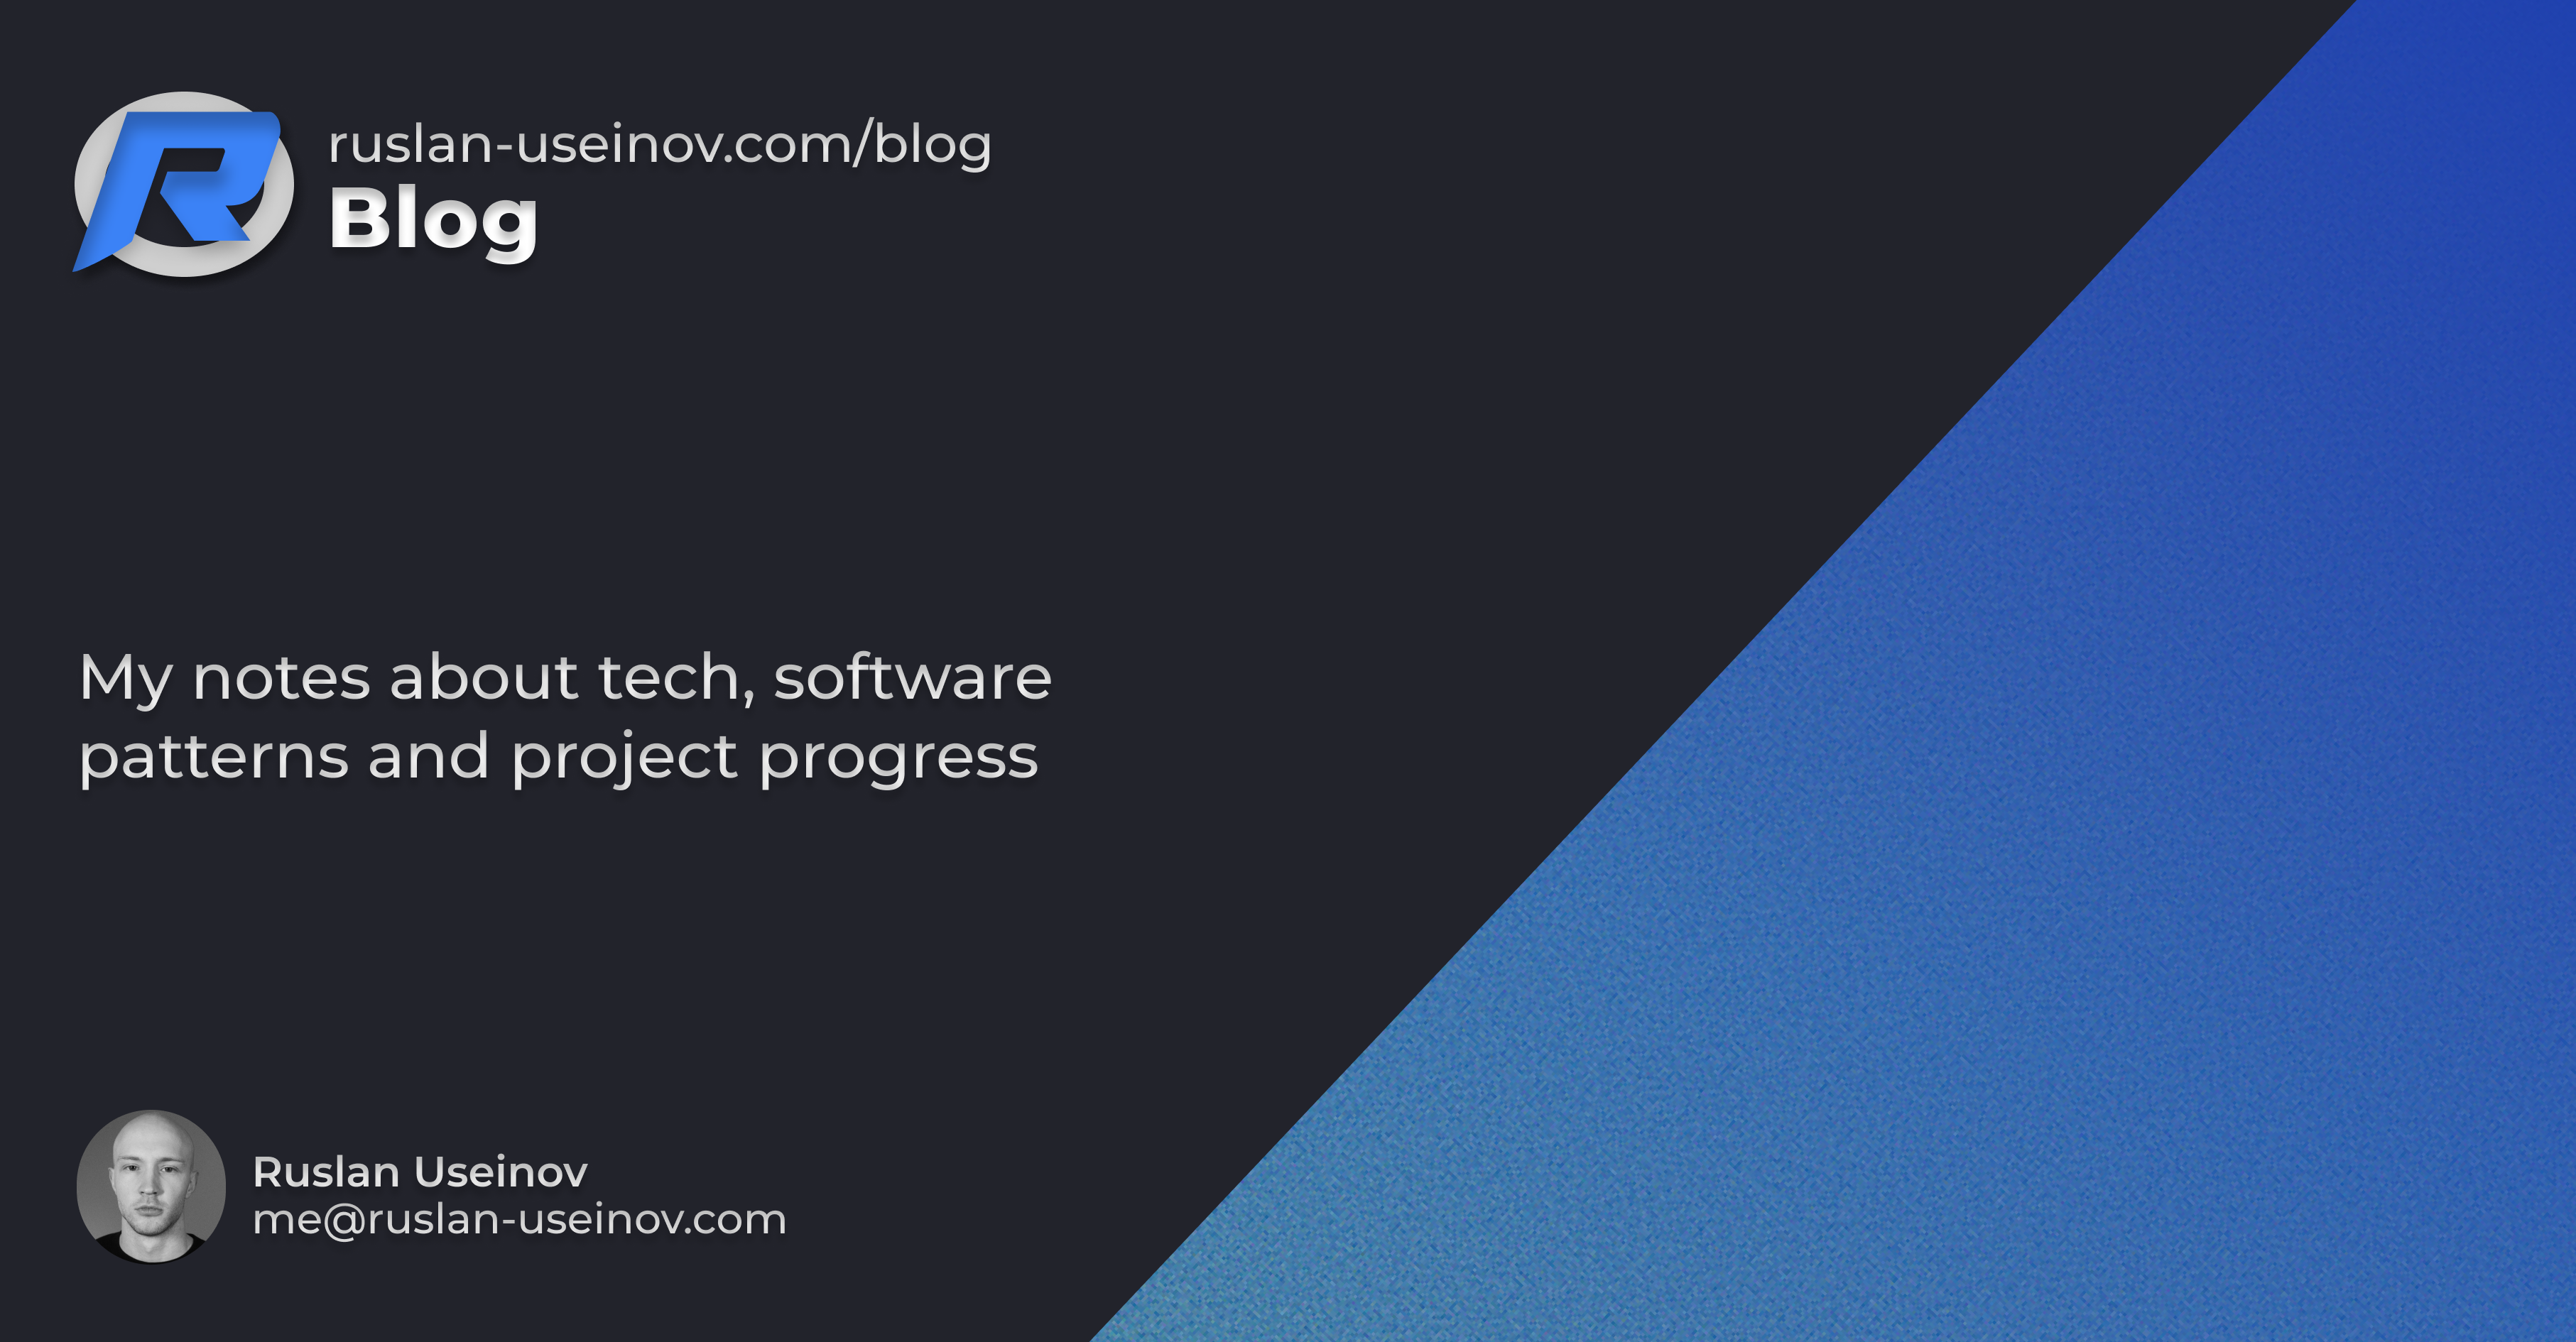 R
ruslan-useinov.com/blog
Blog
My notes about tech, software
patterns and project progress
Ruslan Useinov
me@ruslan-useinov.com